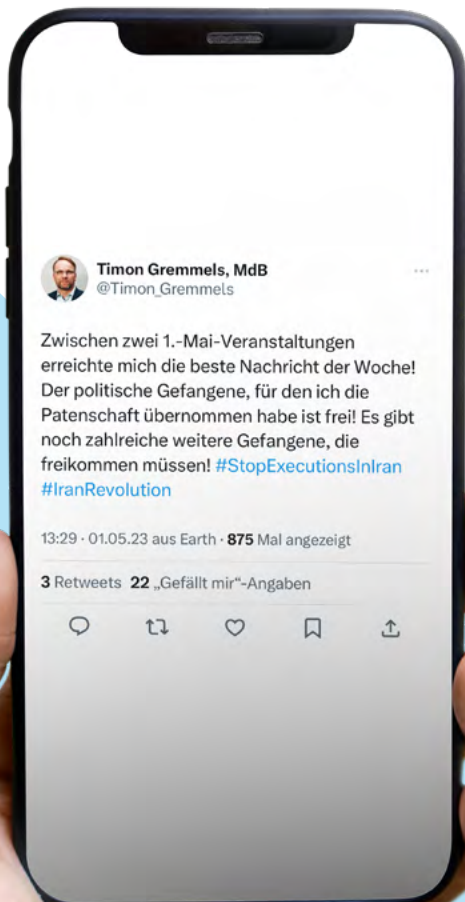 Timon Gremmels, MdB
@Timon_Gremmels
Zwischen zwei 1.-Mai-Veranstaltungen
erreichte mich die beste Nachricht der Woche!
Der politische Gefangene, für den ich die
Patenschaft übernommen habe ist frei! Es gibt
noch zahlreiche weitere Gefangene, die
freikommen müssen! #StopExecutionsInIran
#IranRevolution
13:29 · 01.05.23 aus Earth · 875 Mal angezeigt
3 Retweets 22 „Gefällt mir“-Angaben